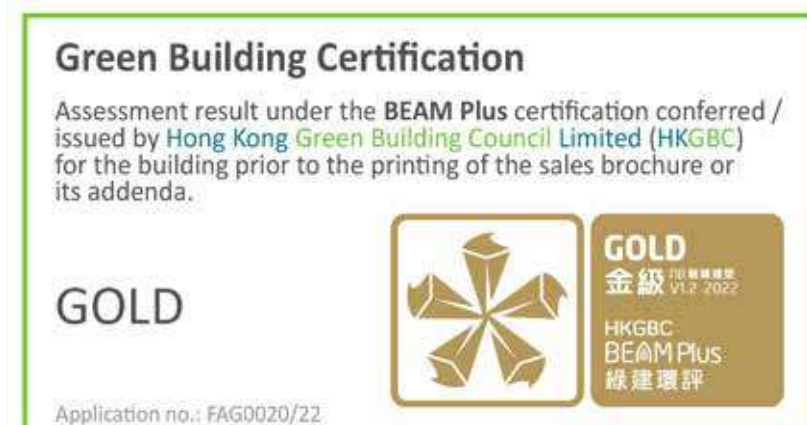 Green Building Certification
Assessment result under the BEAM Plus certification conferred /
issued by Hong Kong Green Building Council Limited (HKGBC)
for the building prior to the printing of the sales brochure or
its addenda.
GOLD
GOLD
金級
V1.2 2022
HKGBC
BEAM Plus
綠建環評
Application no.: FAG0020/22